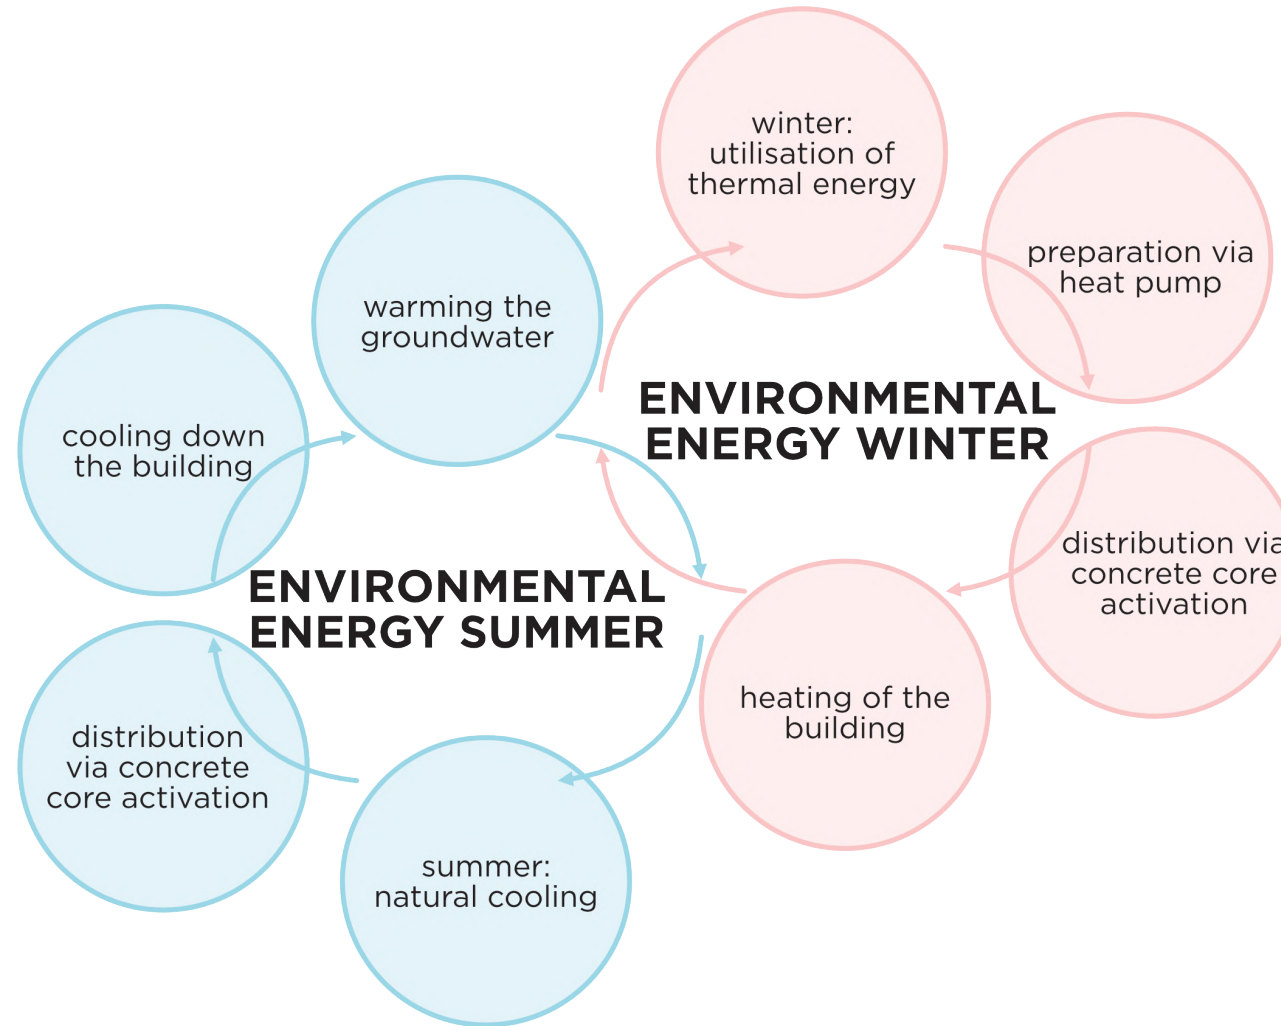 winter:
utilisation of
thermal energy
preparation via
heat pump
warming the
groundwater
ENVIRONMENTAL
ENERGY WINTER
cooling down
the building
distribution via
concrete core
activation
ENVIRONMENTAL
ENERGY SUMMER
heating of the
building
distribution
via concrete
core activation
summer:
natural cooling